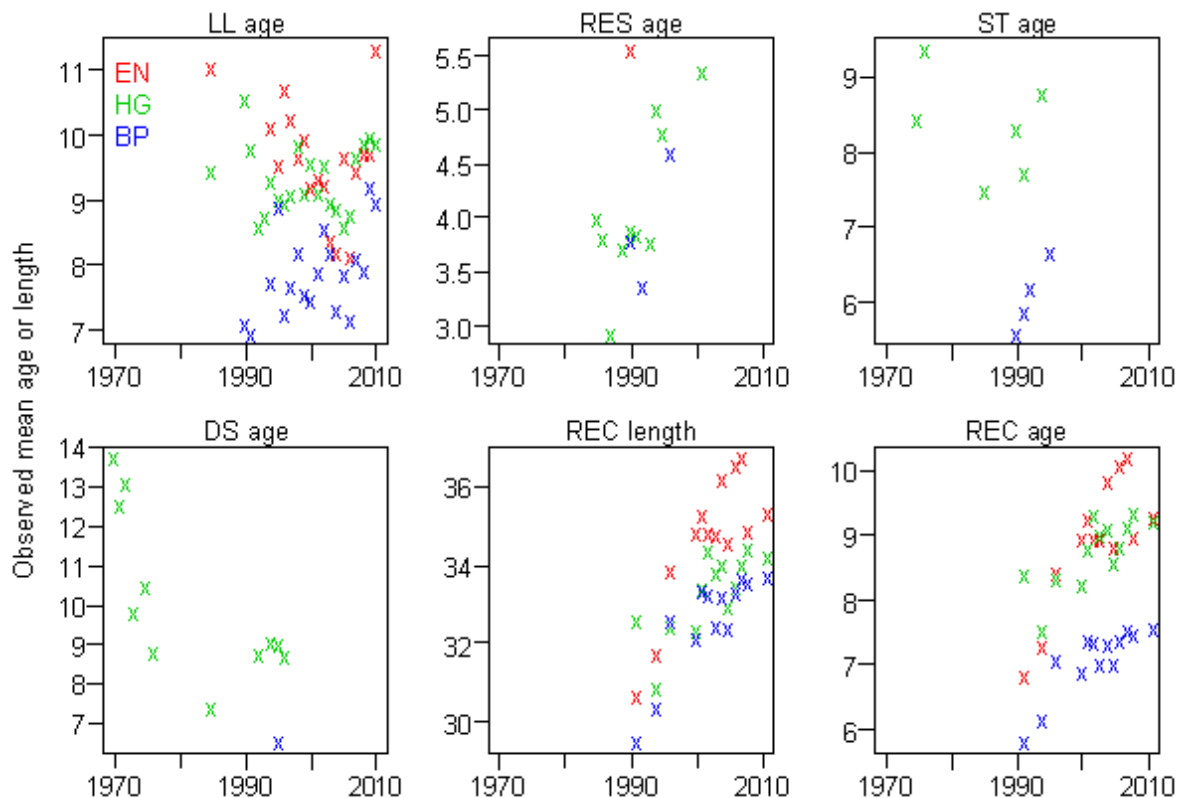 LL age
RES age
ST age
11
10
9
8
7
EN
HG
BP
5.5
5.0
4.5
4.0
3.5
3.0
9
8
7
6
1970 1990 2010
1970 1990 2010
1970 1990 2010
Observed mean age or length
DS age
REC length
REC age
14
13
12
11
10
9
8
7
36
34
32
30
10
9
8
7
6
1970 1990 2010
1970 1990 2010
1970 1990 2010